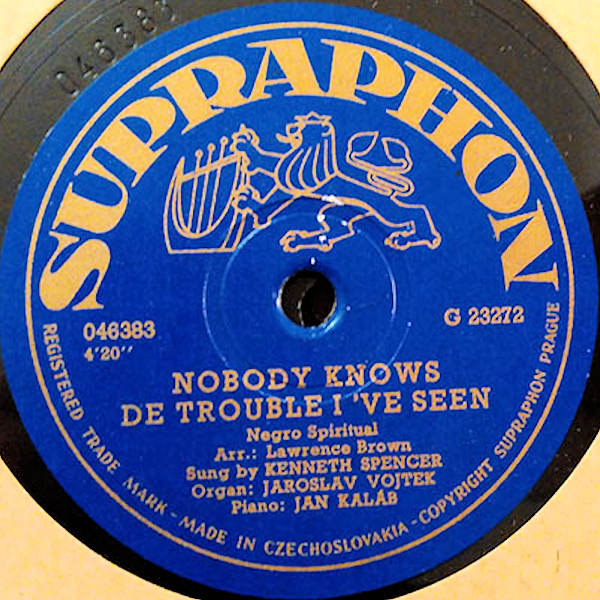 046383
SUPRAPHON
046383
4'20''
G 23272
NOBODY KNOWS
DE TROUBLE I 'VE SEEN
Negro Spiritual
Arr.: Lawrence Brown
Sung by KENNETH SPENCER
Organ: JAROSLAV VOJTEK
Piano: JAN KALÁB
REGISTERED TRADE MARK - MADE IN CZECHOSLOVAKIA - COPYRIGHT SUPRAPHON PRAGUE